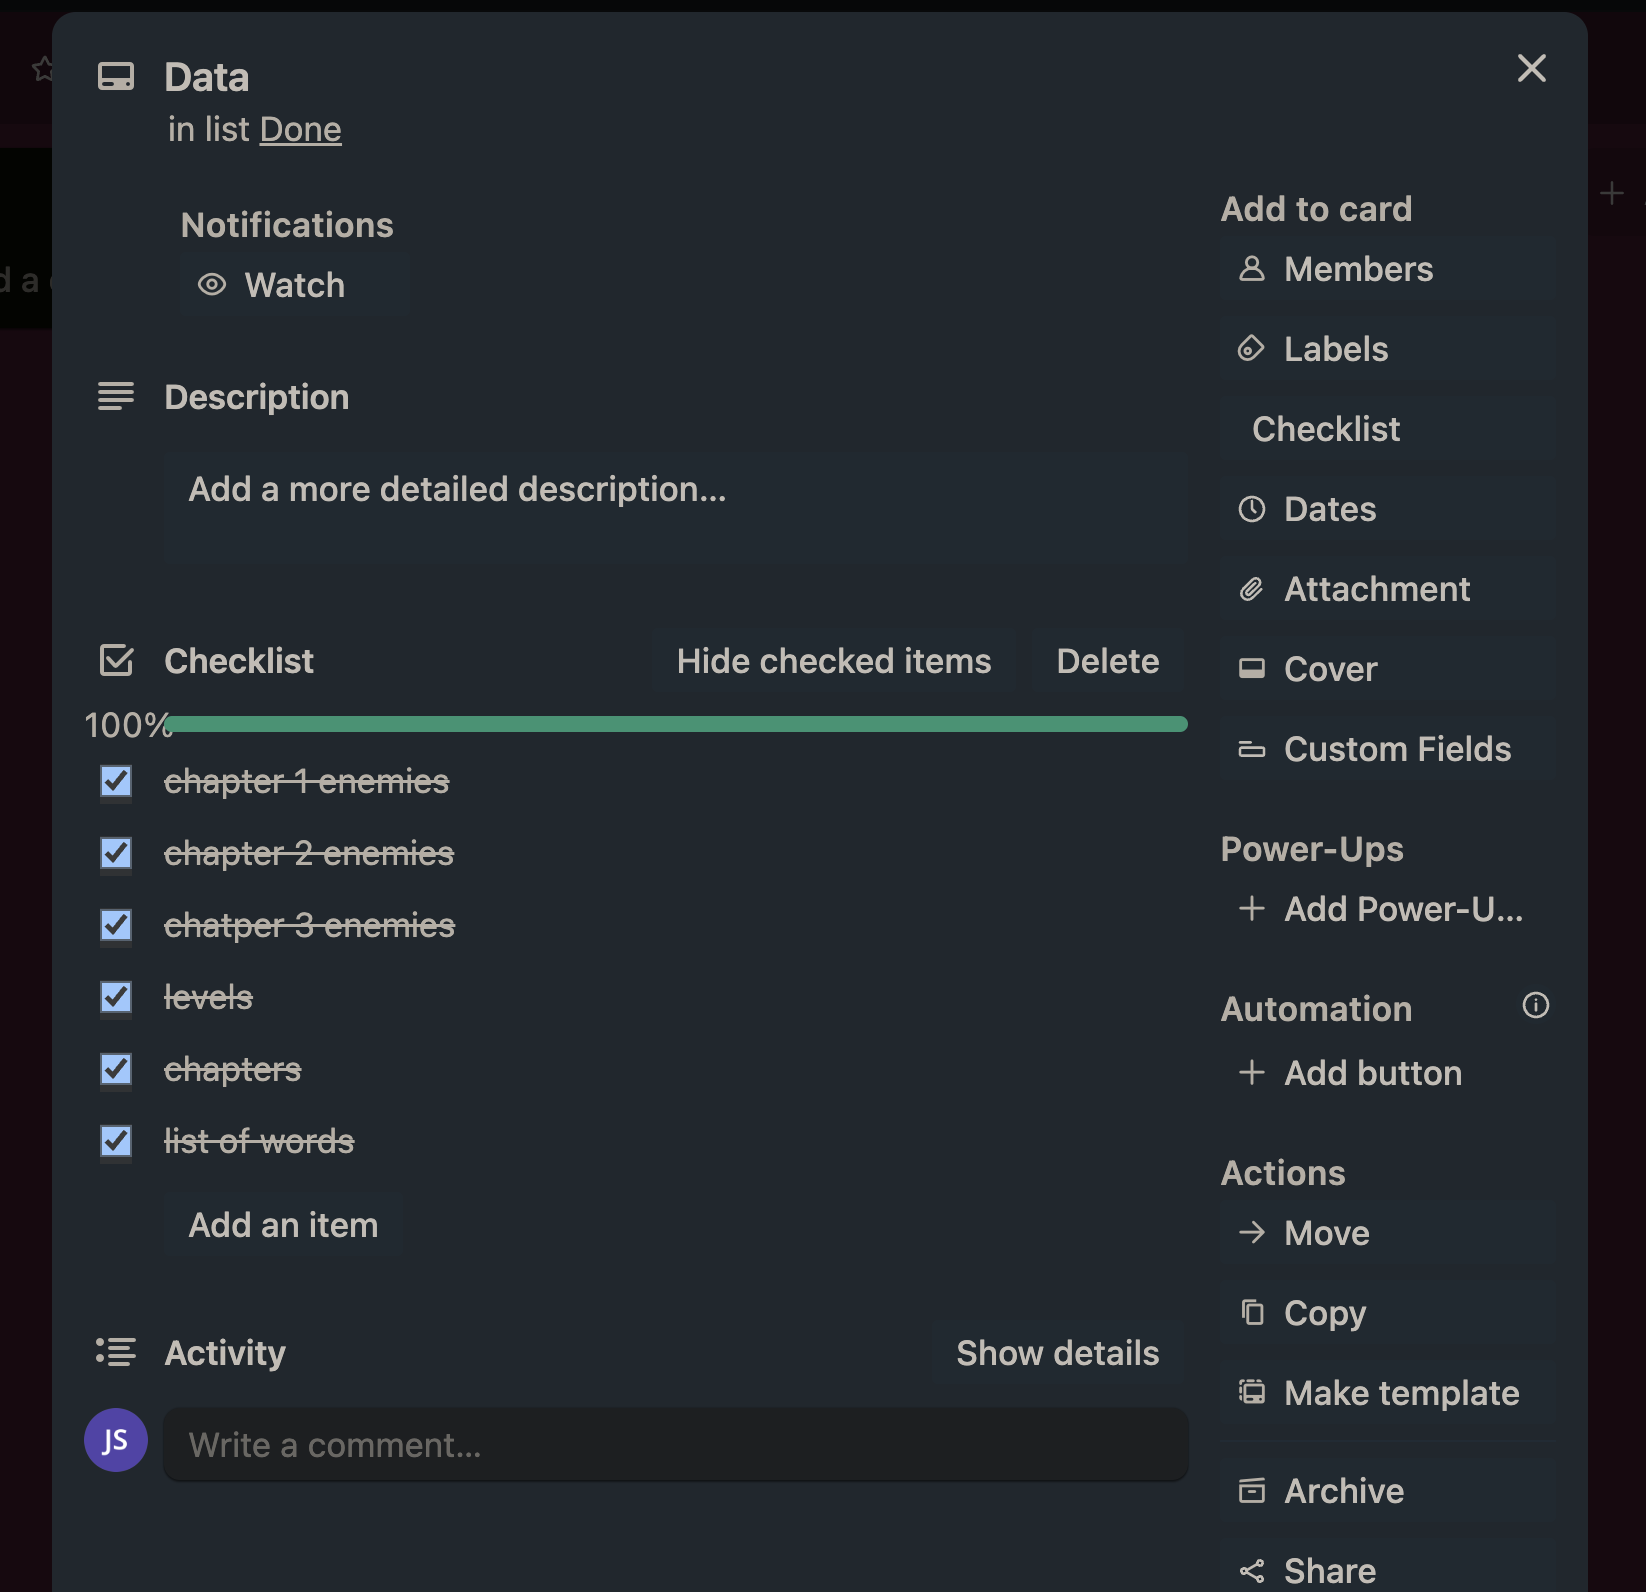 Data
in list Done
Notifications
Watch
Description
Add a more detailed description...
Checklist
Hide checked items
Delete
100%
chapter 1 enemies
chapter 2 enemies
chatper 3 enemies
levels
chapters
list of words
Add an item
Activity
Show details
JS
Write a comment...
Add to card
Members
Labels
Checklist
Dates
Attachment
Cover
Custom Fields
Power-Ups
Add Power-U...
Automation
Add button
Actions
Move
Copy
Make template
Archive
Share